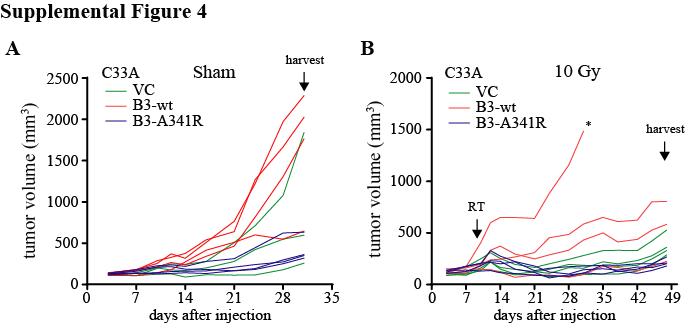 Supplemental Figure 4
A
C33A
Sham
harvest
VC
B3-wt
B3-A341R
tumor volume (mm3)
2500
2000
1500
1000
500
0
0 7 14 21 28 35
days after injection
B
C33A
10 Gy
VC
B3-wt
B3-A341R
*
harvest
RT
tumor volume (mm3)
2000
1500
1000
500
0
0 7 14 21 28 35 42 49
days after injection